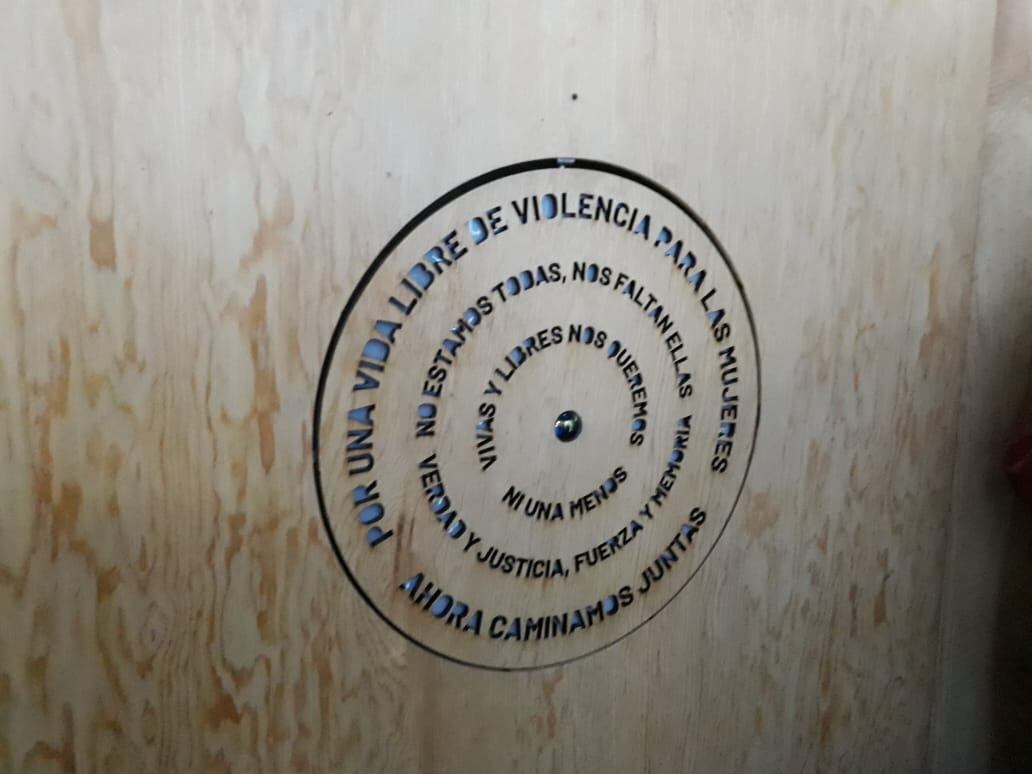 POR UNA VIDA LIBRE DE VIOLENCIA PARA LAS MUJERES
AHORA CAMINAMOS JUNTAS
NO ESTAMOS TODAS, NOS FALTAN ELLAS
VERDAD Y JUSTICIA, FUERZA Y MEMORIA
VIVAS Y LIBRES NOS QUEREMOS
NI UNA MENOS